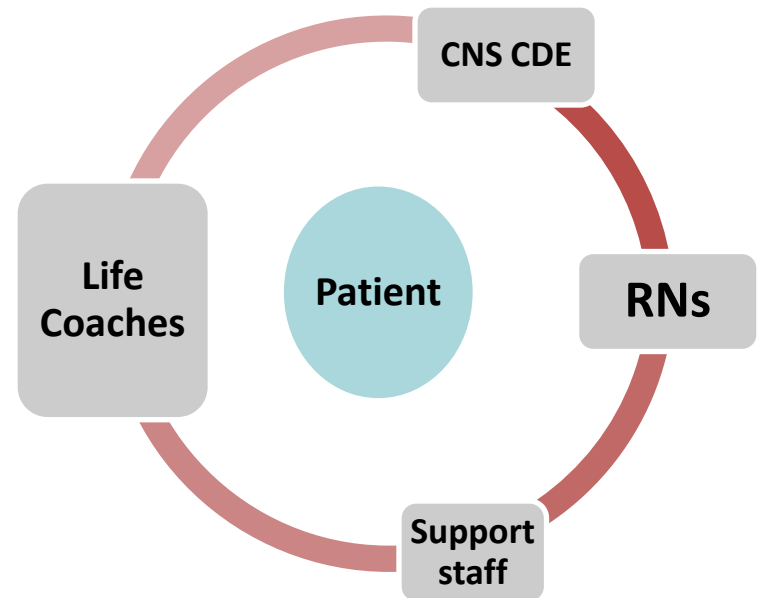 CNS CDE
Life
Coaches
Patient
RNs
Support
staff